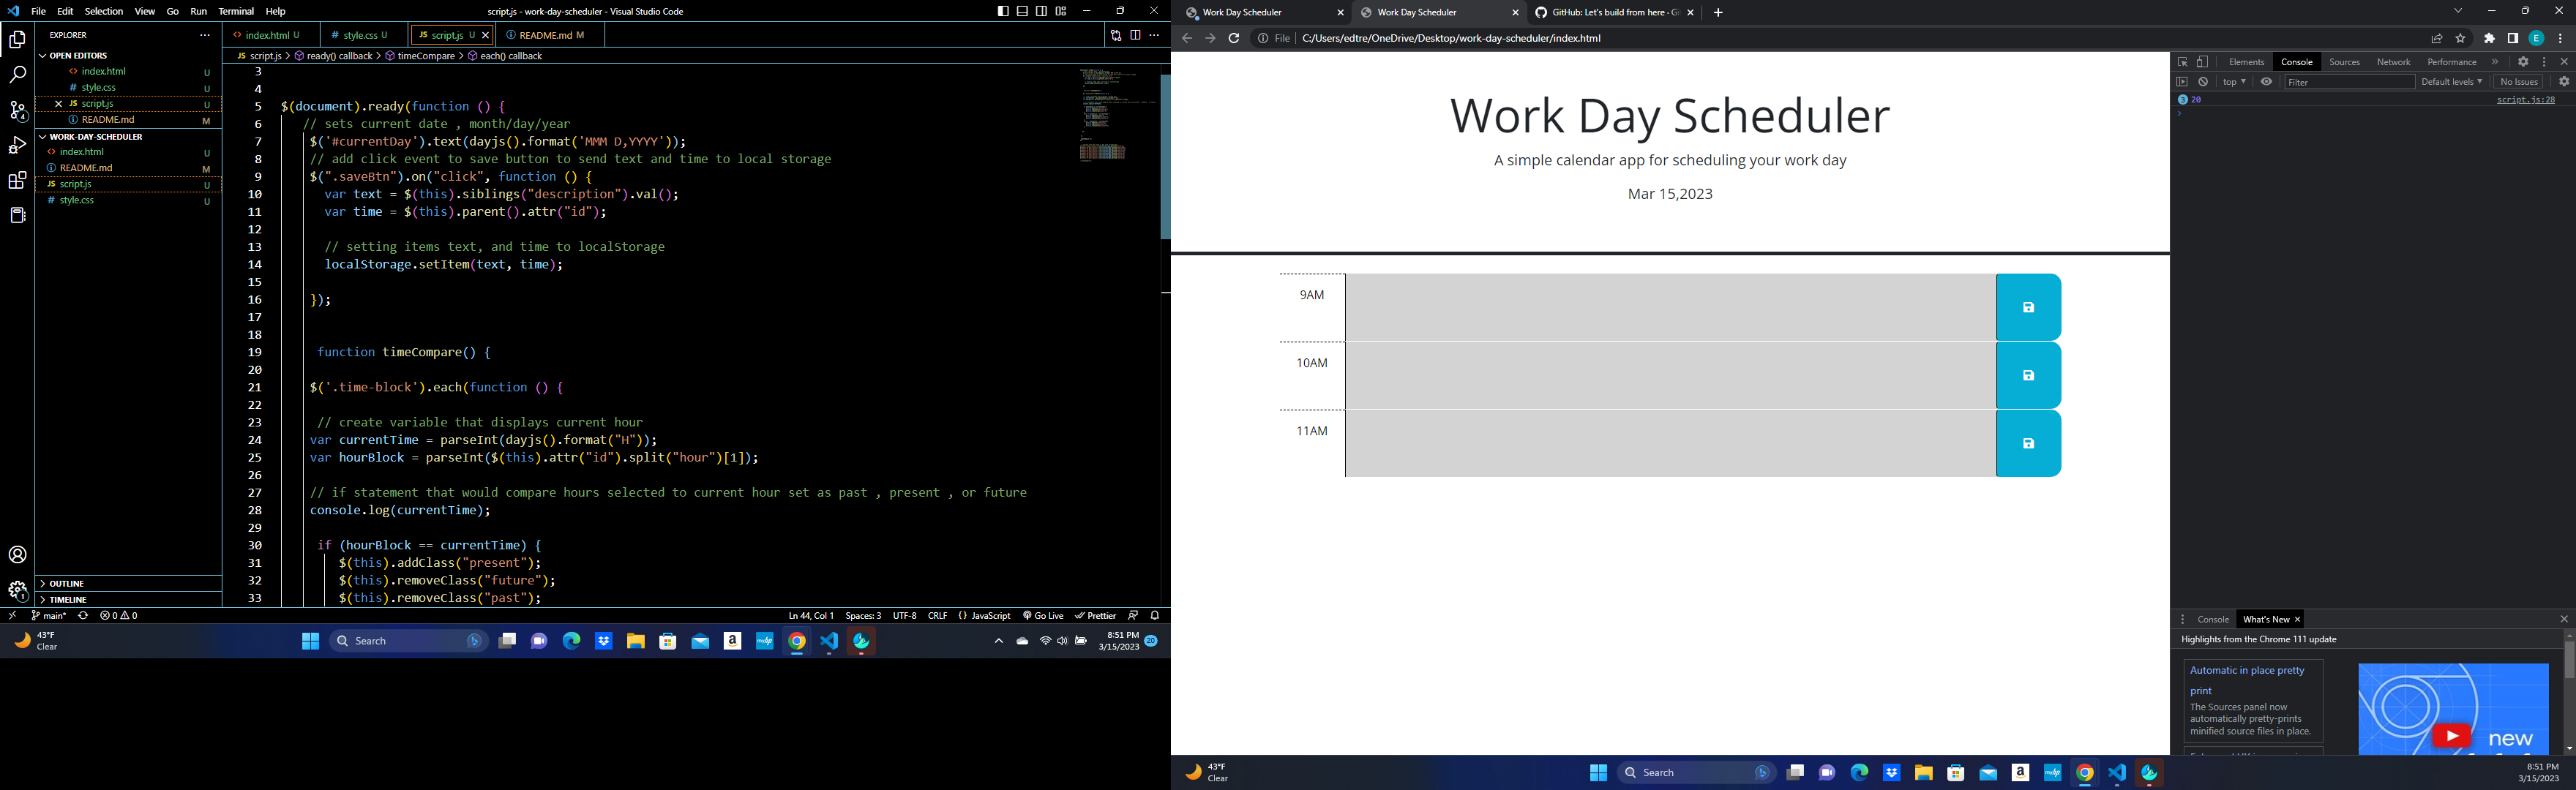 File Edit Selection View Go Run Terminal Help
script.js - work-day-scheduler - Visual Studio Code
EXPLORER
OPEN EDITORS
index.html U
style.css U
script.js U
README.md M
WORK-DAY-SCHEDULER
index.html U
README.md M
script.js U
style.css U
OUTLINE
TIMELINE
index.html U
style.css U
script.js U
README.md M
script.js > ready() callback > timeCompare > each() callback
3
4
5 $(document).ready(function () {
6 // sets current date , month/day/year
7 $('#currentDay').text(dayjs().format('MMM D,YYYY'));
8 // add click event to save button to send text and time to local storage
9 $(".saveBtn").on("click", function () {
10 var text = $(this).siblings("description").val();
11 var time = $(this).parent().attr("id");
12
13 // setting items text, and time to localStorage
14 localStorage.setItem(text, time);
15
16 });
17
18
19 function timeCompare() {
20
21 $('.time-block').each(function () {
22
23 // create variable that displays current hour
24 var currentTime = parseInt(dayjs().format("H"));
25 var hourBlock = parseInt($(this).attr("id").split("hour")[1]);
26
27 // if statement that would compare hours selected to current hour set as past , present , or future
28 console.log(currentTime);
29
30 if (hourBlock == currentTime) {
31 $(this).addClass("present");
32 $(this).removeClass("future");
33 $(this).removeClass("past");
main* 0 0
Ln 44, Col 1 Spaces: 3 UTF-8 CRLF {} JavaScript Go Live Prettier
43°F
Clear
Search
8:51 PM
3/15/2023
20
Work Day Scheduler
Work Day Scheduler
GitHub: Let's build from here · Gi
File C:/Users/edtre/OneDrive/Desktop/work-day-scheduler/index.html
E
Work Day Scheduler
A simple calendar app for scheduling your work day
Mar 15,2023
9AM
10AM
11AM
Elements Console Sources Network Performance
top Filter Default levels No Issues
3 20 script.js:28
Console What's New
Highlights from the Chrome 111 update
Automatic in place pretty
print
The Sources panel now
automatically pretty-prints
minified source files in place.
new
43°F
Clear
Search
8:51 PM
3/15/2023